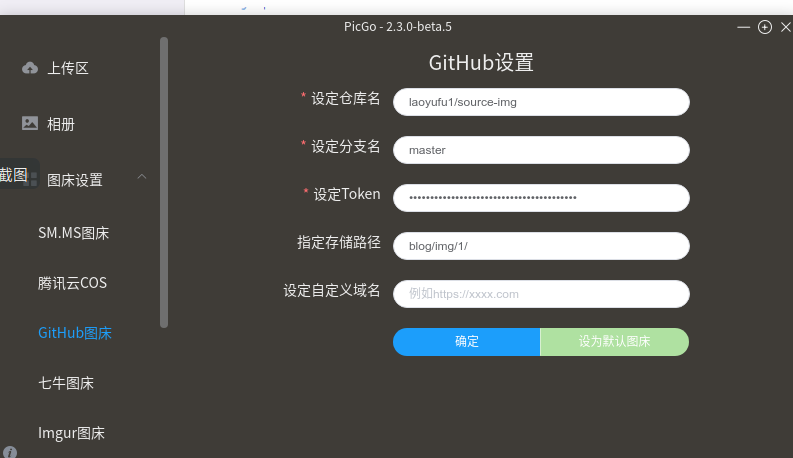 PicGo - 2.3.0-beta.5
上传区
相册
截图
图床设置
SM.MS图床
腾讯云COS
GitHub图床
七牛图床
Imgur图床
GitHub设置
* 设定仓库名
laoyufu1/source-img
* 设定分支名
master
* 设定Token
••••••••••••••••••••••••••••••••••••••••
指定存储路径
blog/img/1/
设定自定义域名
例如https://xxxx.com
确定
设为默认图床